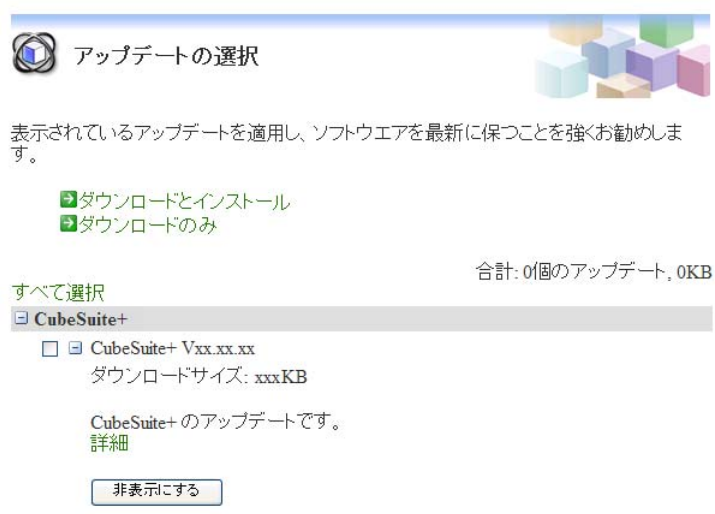 アップデートの選択
表示されているアップデートを適用し、ソフトウエアを最新に保つことを強くお勧めしま
す。
ダウンロードとインストール
ダウンロードのみ
合計: 0個のアップデート, 0KB
すべて選択
CubeSuite+
CubeSuite+ Vxx.xx.xx
ダウンロードサイズ: xxxKB
CubeSuite+ のアップデートです。
詳細
非表示にする